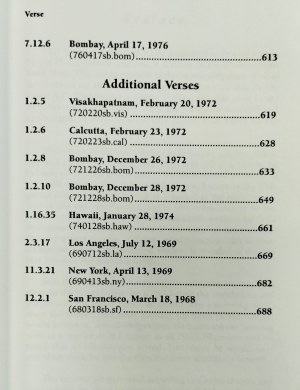 Verse
7.12.6 Bombay, April 17, 1976
(760417sb.bom) ........................................613
Additional Verses
1.2.5 Visakhapatnam, February 20, 1972
(720220sb.vis) ........................................619
1.2.6 Calcutta, February 23, 1972
(720223sb.cal) ........................................628
1.2.8 Bombay, December 26, 1972
(721226sb.bom) ........................................633
1.2.10 Bombay, December 28, 1972
(721228sb.bom) ........................................649
1.16.35 Hawaii, January 28, 1974
(740128sb.haw) ........................................661
2.3.17 Los Angeles, July 12, 1969
(690712sb.la) ........................................669
11.3.21 New York, April 13, 1969
(690413sb.ny) ........................................682
12.2.1 San Francisco, March 18, 1968
(680318sb.sf) ........................................688